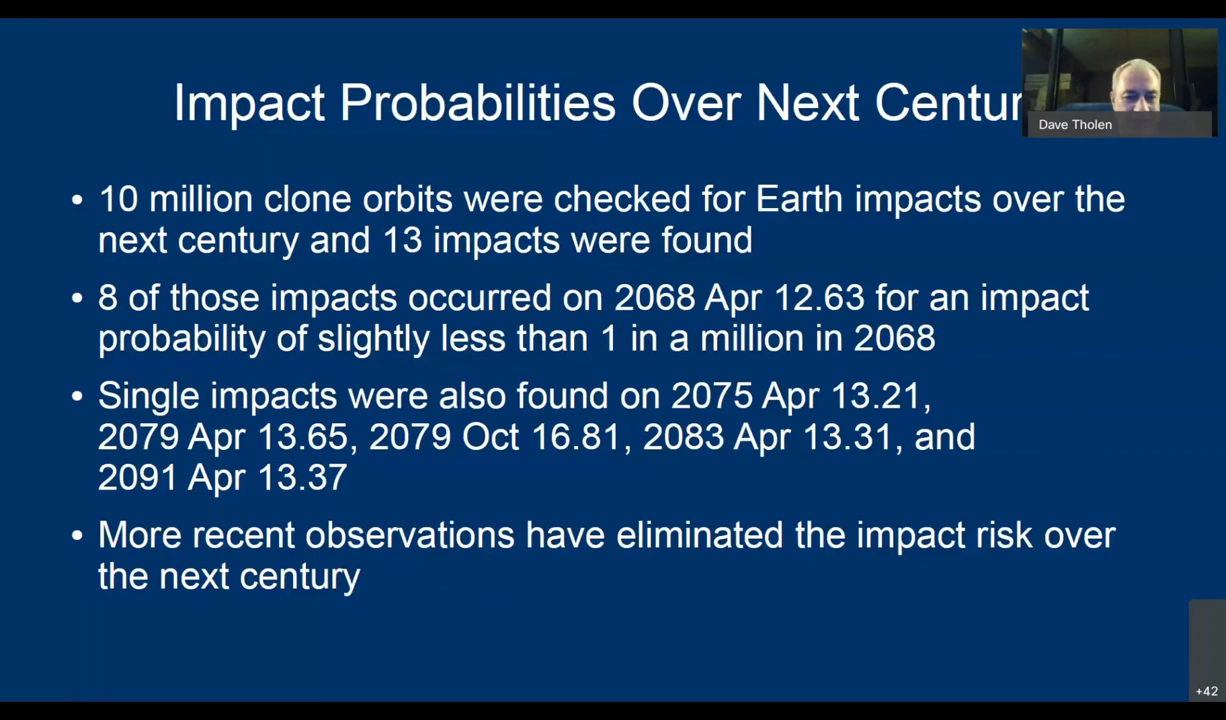 Impact Probabilities Over Next Centur
Dave Tholen
• 10 million clone orbits were checked for Earth impacts over the
next century and 13 impacts were found
• 8 of those impacts occurred on 2068 Apr 12.63 for an impact
probability of slightly less than 1 in a million in 2068
• Single impacts were also found on 2075 Apr 13.21,
2079 Apr 13.65, 2079 Oct 16.81, 2083 Apr 13.31, and
2091 Apr 13.37
• More recent observations have eliminated the impact risk over
the next century
+42